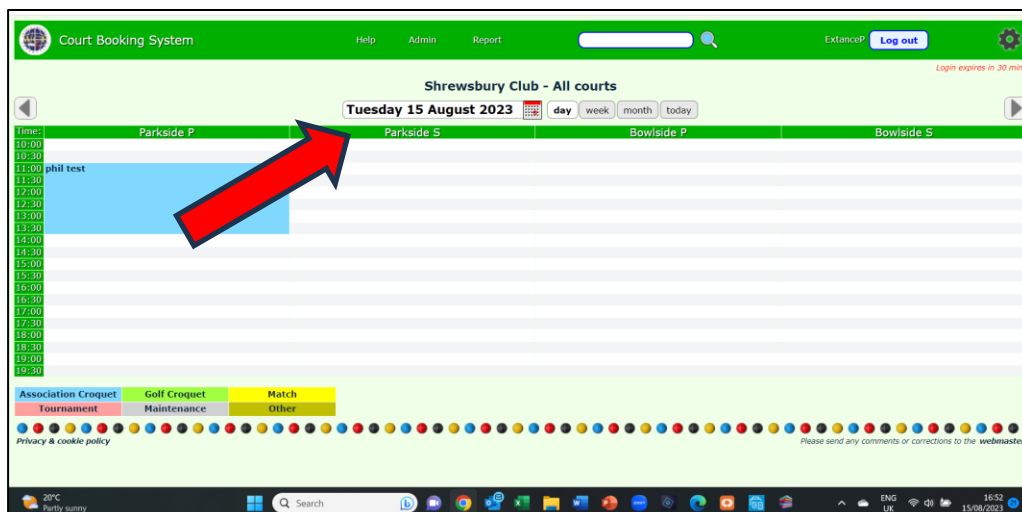 Court Booking System Help Admin Report ExtanceP Log out
Login expires in 30 min
Shrewsbury Club - All courts
Tuesday 15 August 2023 day week month today
Time: Parkside P Parkside S Bowlside P Bowlside S
10:00
10:30
11:00 phil test
11:30
12:00
12:30
13:00
13:30
14:00
14:30
15:00
15:30
16:00
16:30
17:00
17:30
18:00
18:30
19:00
19:30
Association Croquet Golf Croquet Match
Tournament Maintenance Other
Privacy & cookie policy Please send any comments or corrections to the webmaster
20°C
Partly sunny
Search
ENG
UK
16:52
15/08/2023